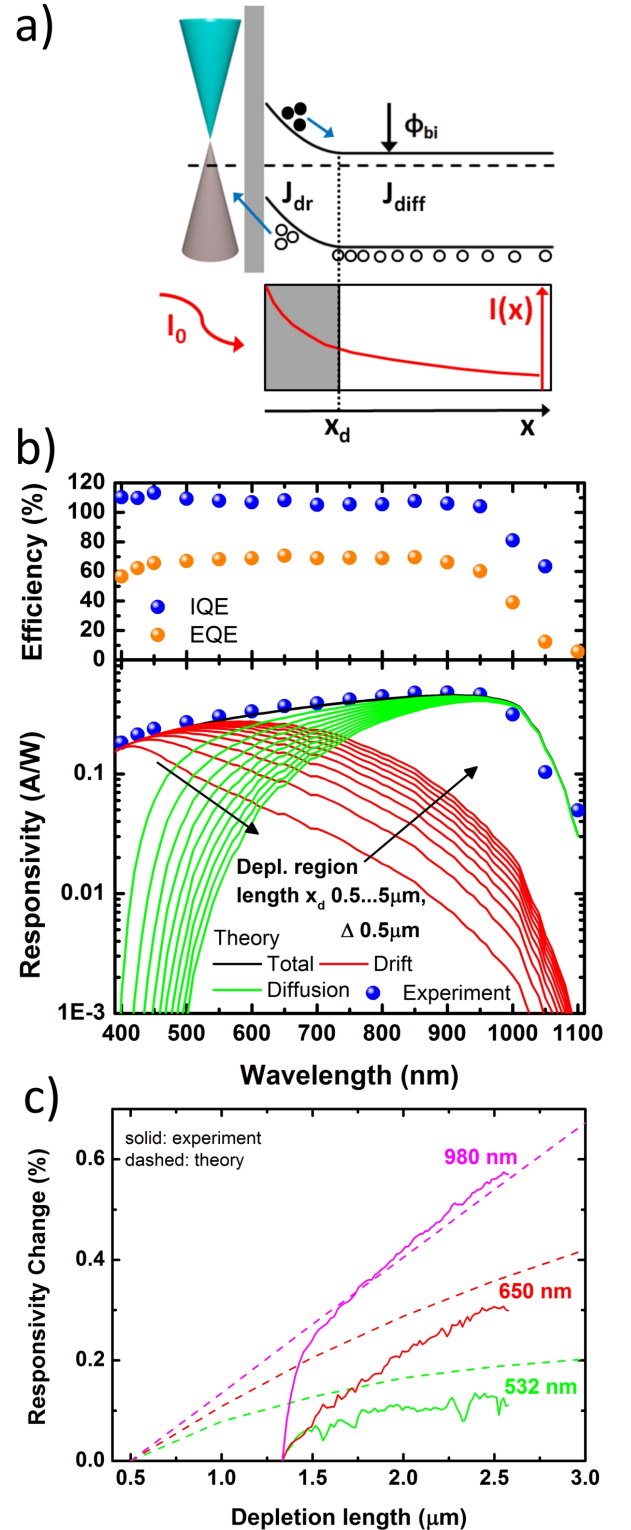 a)
ϕbi
Jdr
Jdiff
I0
I(x)
xd
x
b)
Efficiency (%)
120
100
80
60
40
20
0
IQE
EQE
Responsivity (A/W)
0.1
0.01
1E-3
Depl. region
length xd 0.5...5μm,
Δ 0.5μm
Theory
Total
Drift
Diffusion
Experiment
400 500 600 700 800 900 1000 1100
Wavelength (nm)
c)
solid: experiment
dashed: theory
980 nm
650 nm
532 nm
Responsivity Change (%)
0.6
0.4
0.2
0.0
0.5 1.0 1.5 2.0 2.5 3.0
Depletion length (μm)